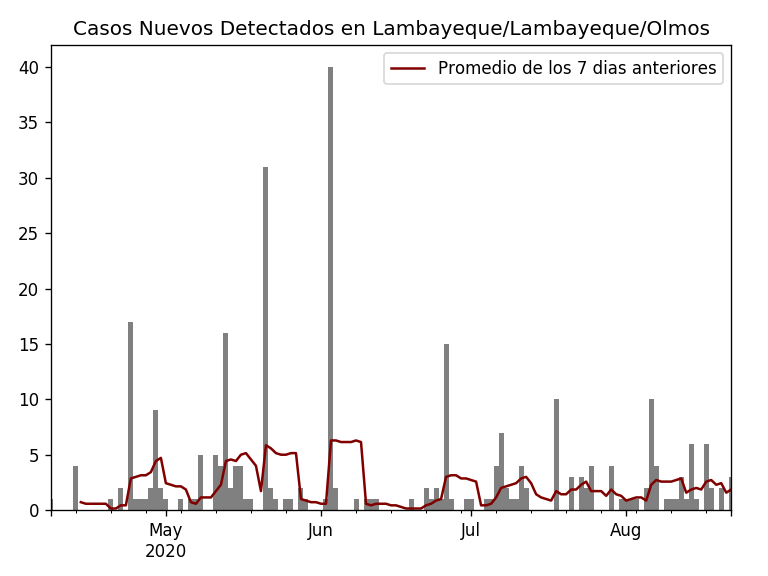 Casos Nuevos Detectados en Lambayeque/Lambayeque/Olmos
Promedio de los 7 dias anteriores
40
35
30
25
20
15
10
5
0
May
2020
Jun
Jul
Aug